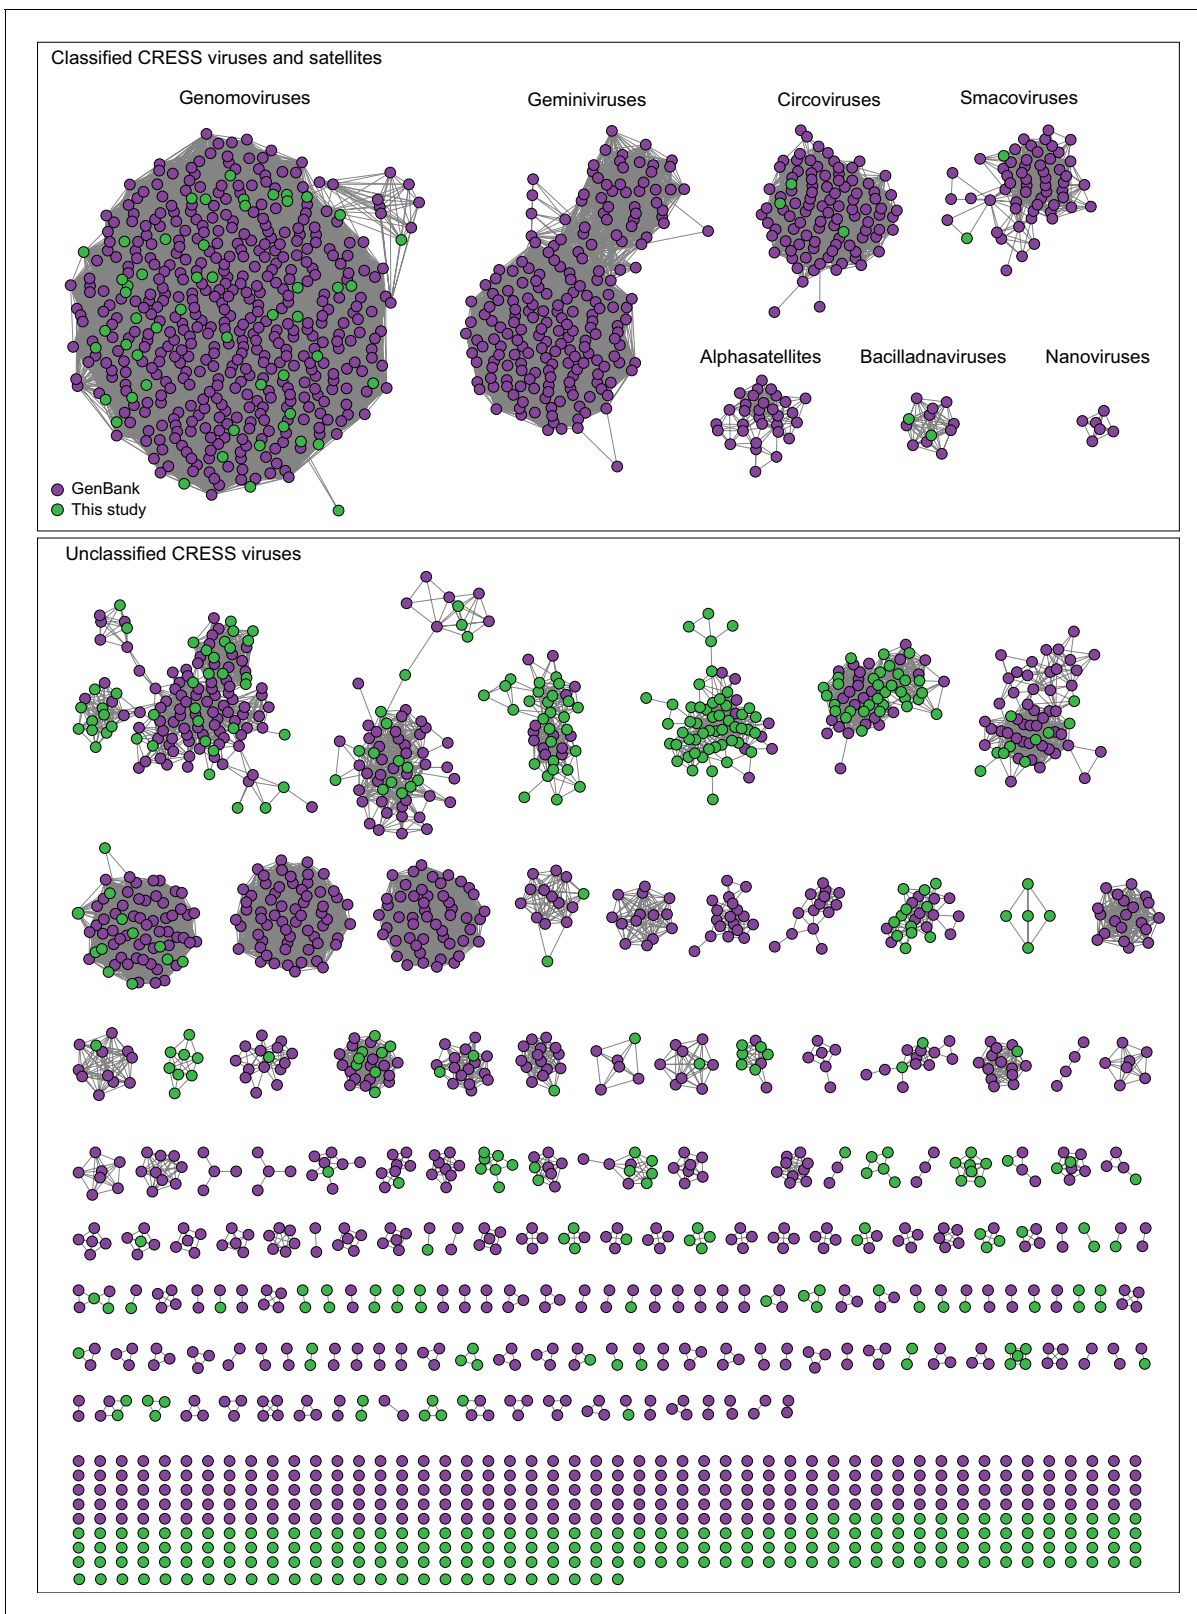 Classified CRESS viruses and satellites
Genomoviruses
Geminiviruses
Circoviruses
Smacoviruses
Alphasatellites
Bacilladnaviruses
Nanoviruses
GenBank
This study
Unclassified CRESS viruses